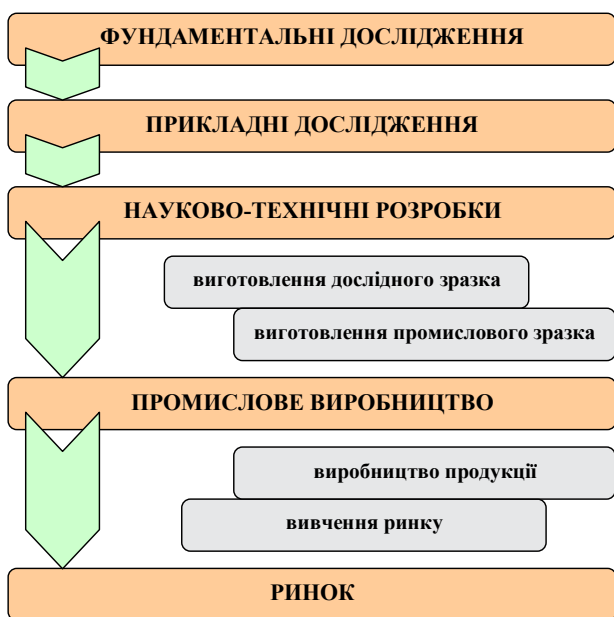 ФУНДАМЕНТАЛЬНІ ДОСЛІДЖЕННЯ
ПРИКЛАДНІ ДОСЛІДЖЕННЯ
НАУКОВО-ТЕХНІЧНІ РОЗРОБКИ
виготовлення дослідного зразка
виготовлення промислового зразка
ПРОМИСЛОВЕ ВИРОБНИЦТВО
виробництво продукції
вивчення ринку
РИНОК